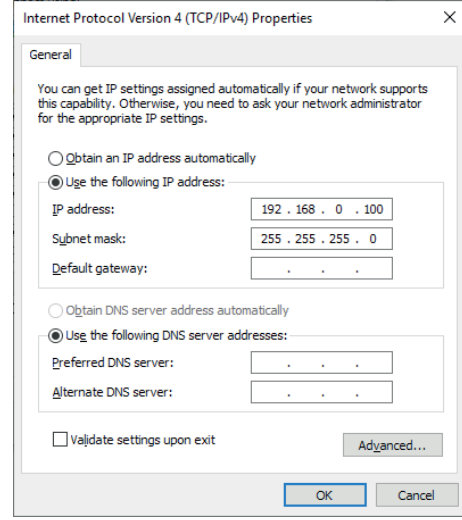 Internet Protocol Version 4 (TCP/IPv4) Properties
General
You can get IP settings assigned automatically if your network supports
this capability. Otherwise, you need to ask your network administrator
for the appropriate IP settings.
Obtain an IP address automatically
Use the following IP address:
IP address: 192 . 168 . 0 . 100
Subnet mask: 255 . 255 . 255 . 0
Default gateway: . . .
Obtain DNS server address automatically
Use the following DNS server addresses:
Preferred DNS server: . . .
Alternate DNS server: . . .
Validate settings upon exit
Advanced...
OK Cancel